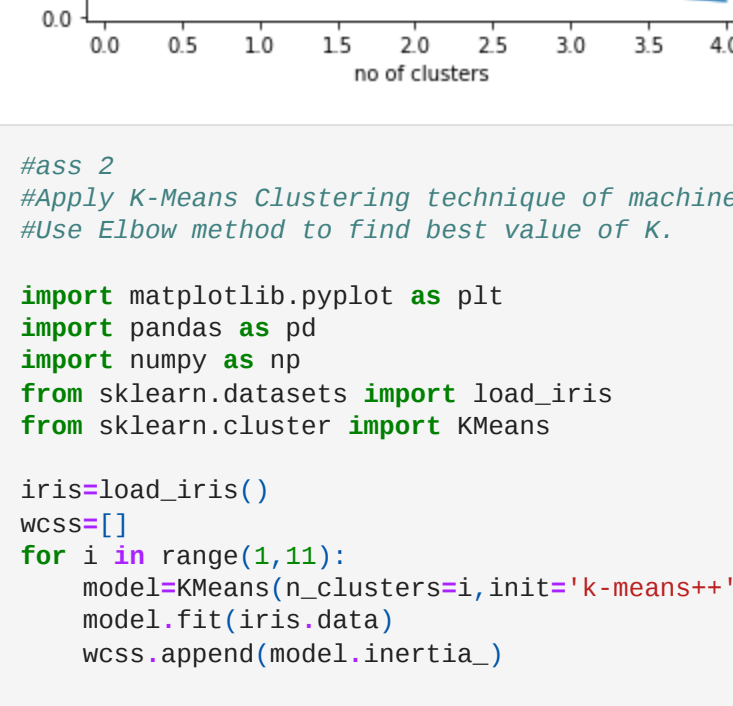 0.0
0.0 0.5 1.0 1.5 2.0 2.5 3.0 3.5 4.0
no of clusters
#ass 2
#Apply K-Means Clustering technique of machine
#Use Elbow method to find best value of K.
import matplotlib.pyplot as plt
import pandas as pd
import numpy as np
from sklearn.datasets import load_iris
from sklearn.cluster import KMeans
iris=load_iris()
wcss=[]
for i in range(1,11):
    model=KMeans(n_clusters=i,init='k-means++'
    model.fit(iris.data)
    wcss.append(model.inertia_)